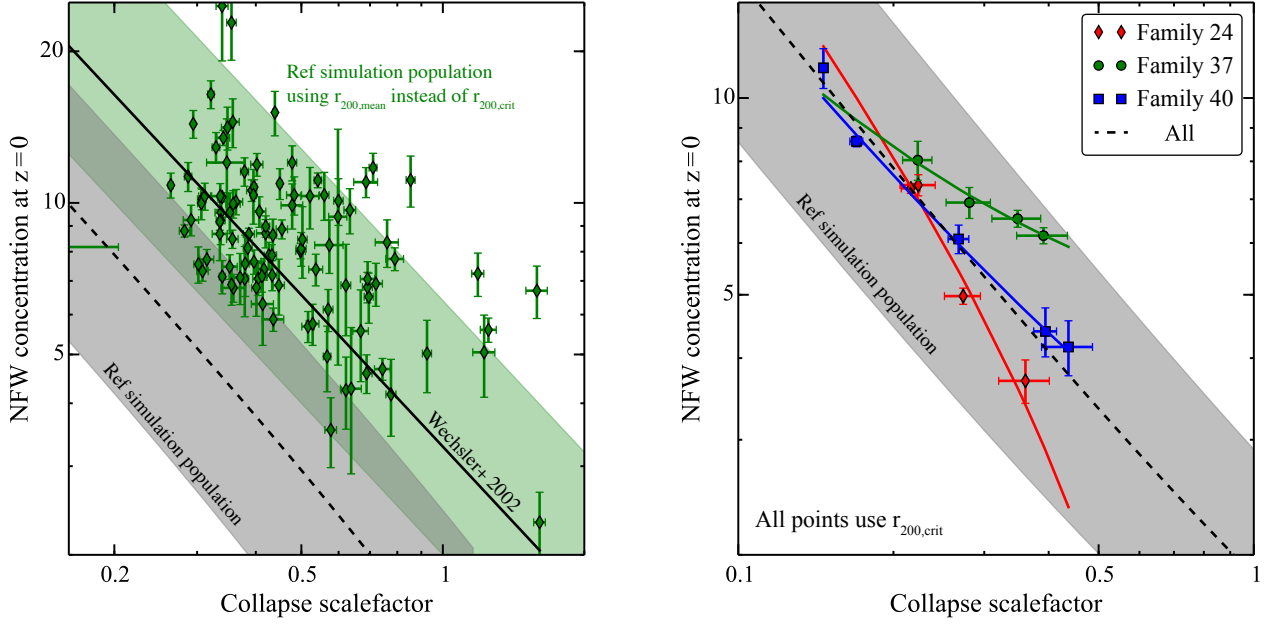 NFW concentration at z=0
20
10
5
0.2
0.5
1
Collapse scalefactor
Ref simulation population
using r200,mean instead of r200,crit
Wechsler+ 2002
Ref simulation population
NFW concentration at z=0
10
5
0.1
0.5
1
Collapse scalefactor
Family 24
Family 37
Family 40
All
Ref simulation population
All points use r200,crit